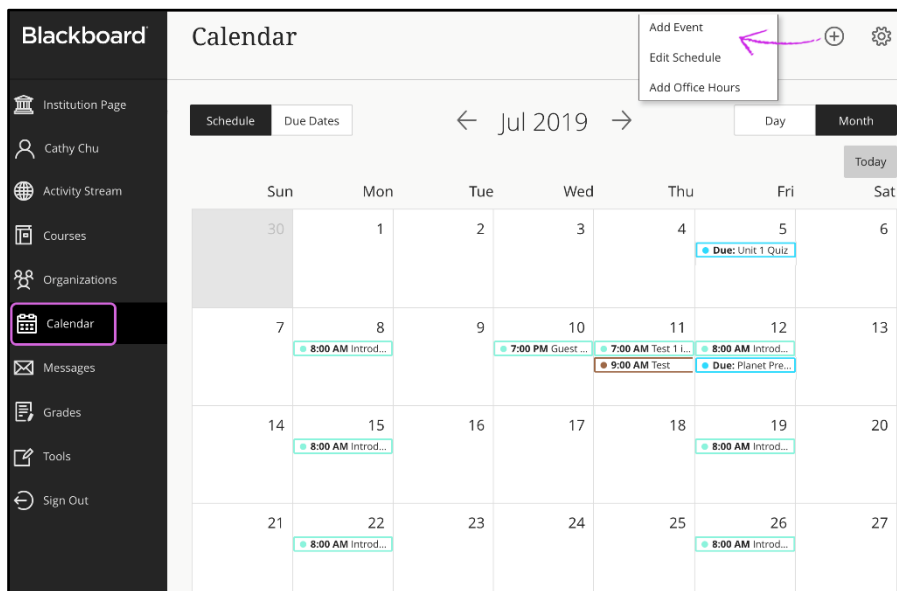 Blackboard
Calendar
Add Event
Edit Schedule
Add Office Hours
Institution Page
Cathy Chu
Activity Stream
Courses
Organizations
Calendar
Messages
Grades
Tools
Sign Out
Schedule Due Dates
Jul 2019
Day Month
Today
Sun Mon Tue Wed Thu Fri Sat
30 1 2 3 4 5 6
Due: Unit 1 Quiz
7 8 9 10 11 12 13
8:00 AM Introd... 7:00 PM Guest ... 7:00 AM Test 1 i... 8:00 AM Introd...
9:00 AM Test Due: Planet Pre...
14 15 16 17 18 19 20
8:00 AM Introd... 8:00 AM Introd...
21 22 23 24 25 26 27
8:00 AM Introd... 8:00 AM Introd...